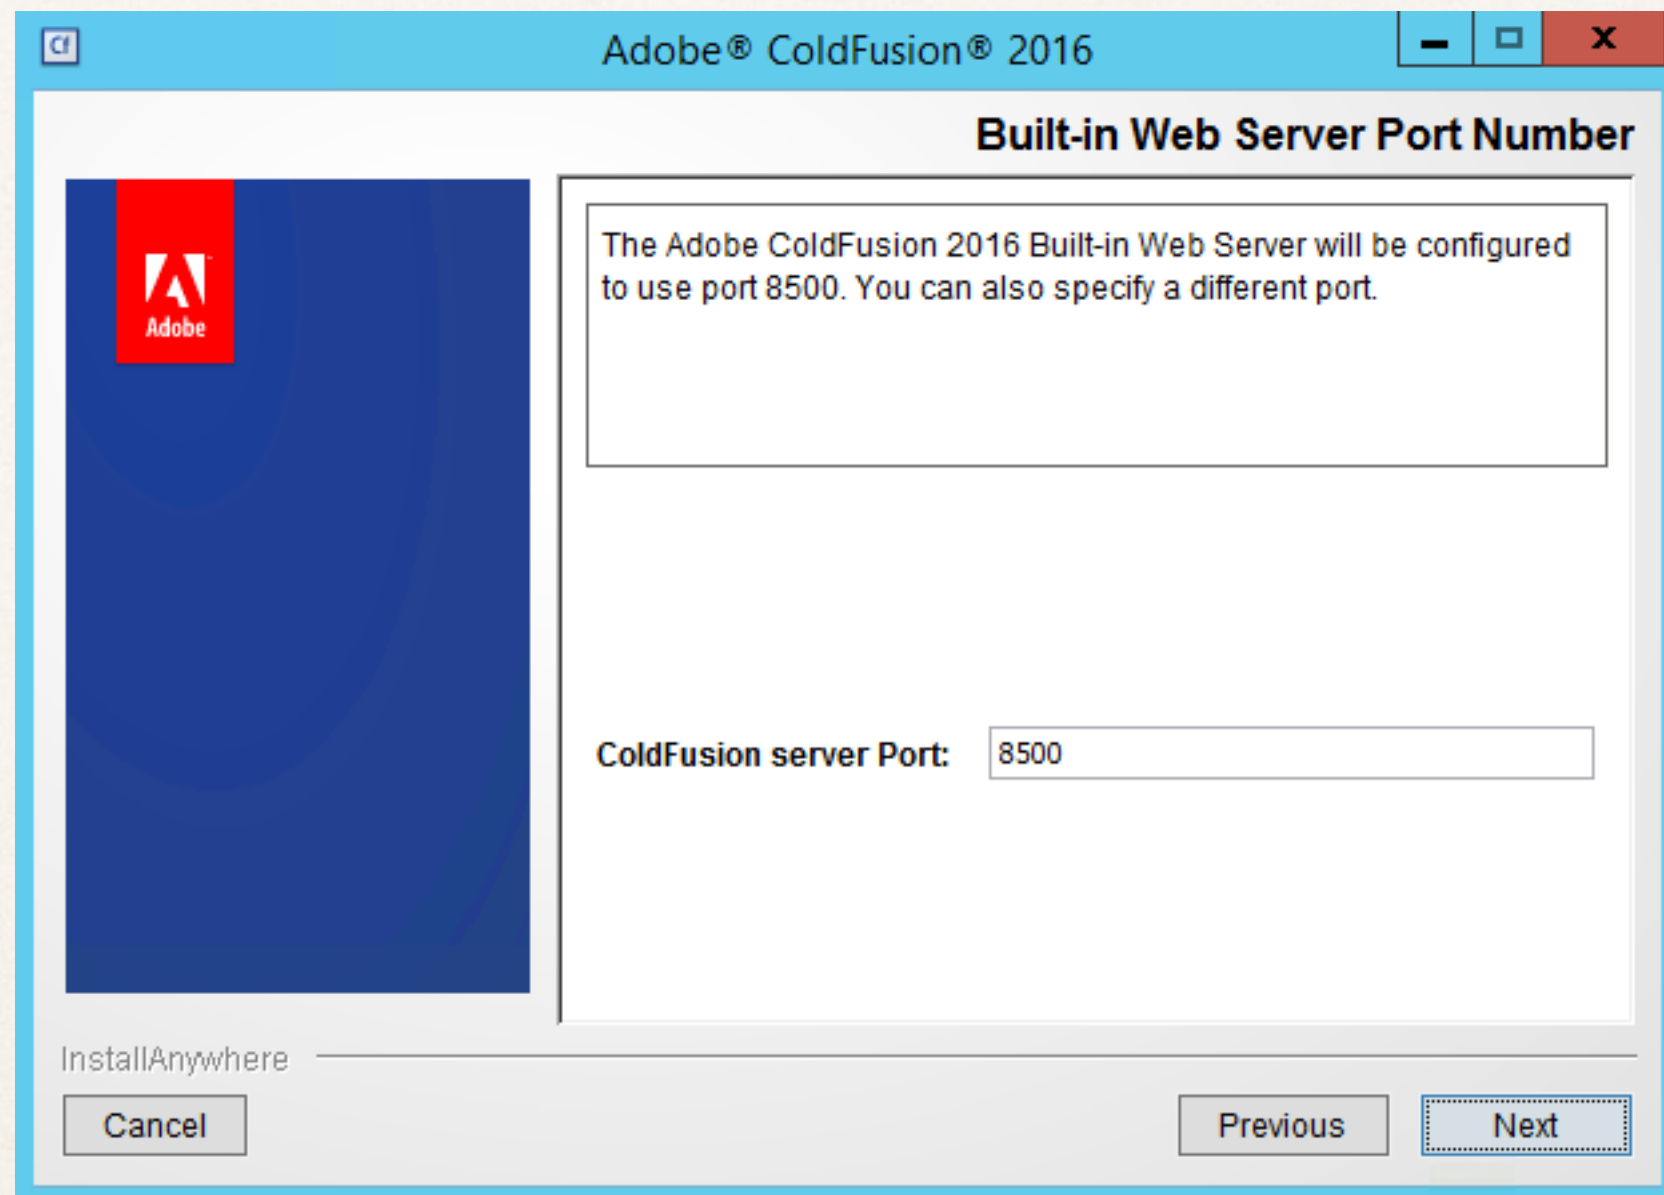 Cf
Adobe® ColdFusion® 2016
X
Built-in Web Server Port Number
Adobe
The Adobe ColdFusion 2016 Built-in Web Server will be configured
to use port 8500. You can also specify a different port.
ColdFusion server Port: 8500
InstallAnywhere
Cancel Previous Next